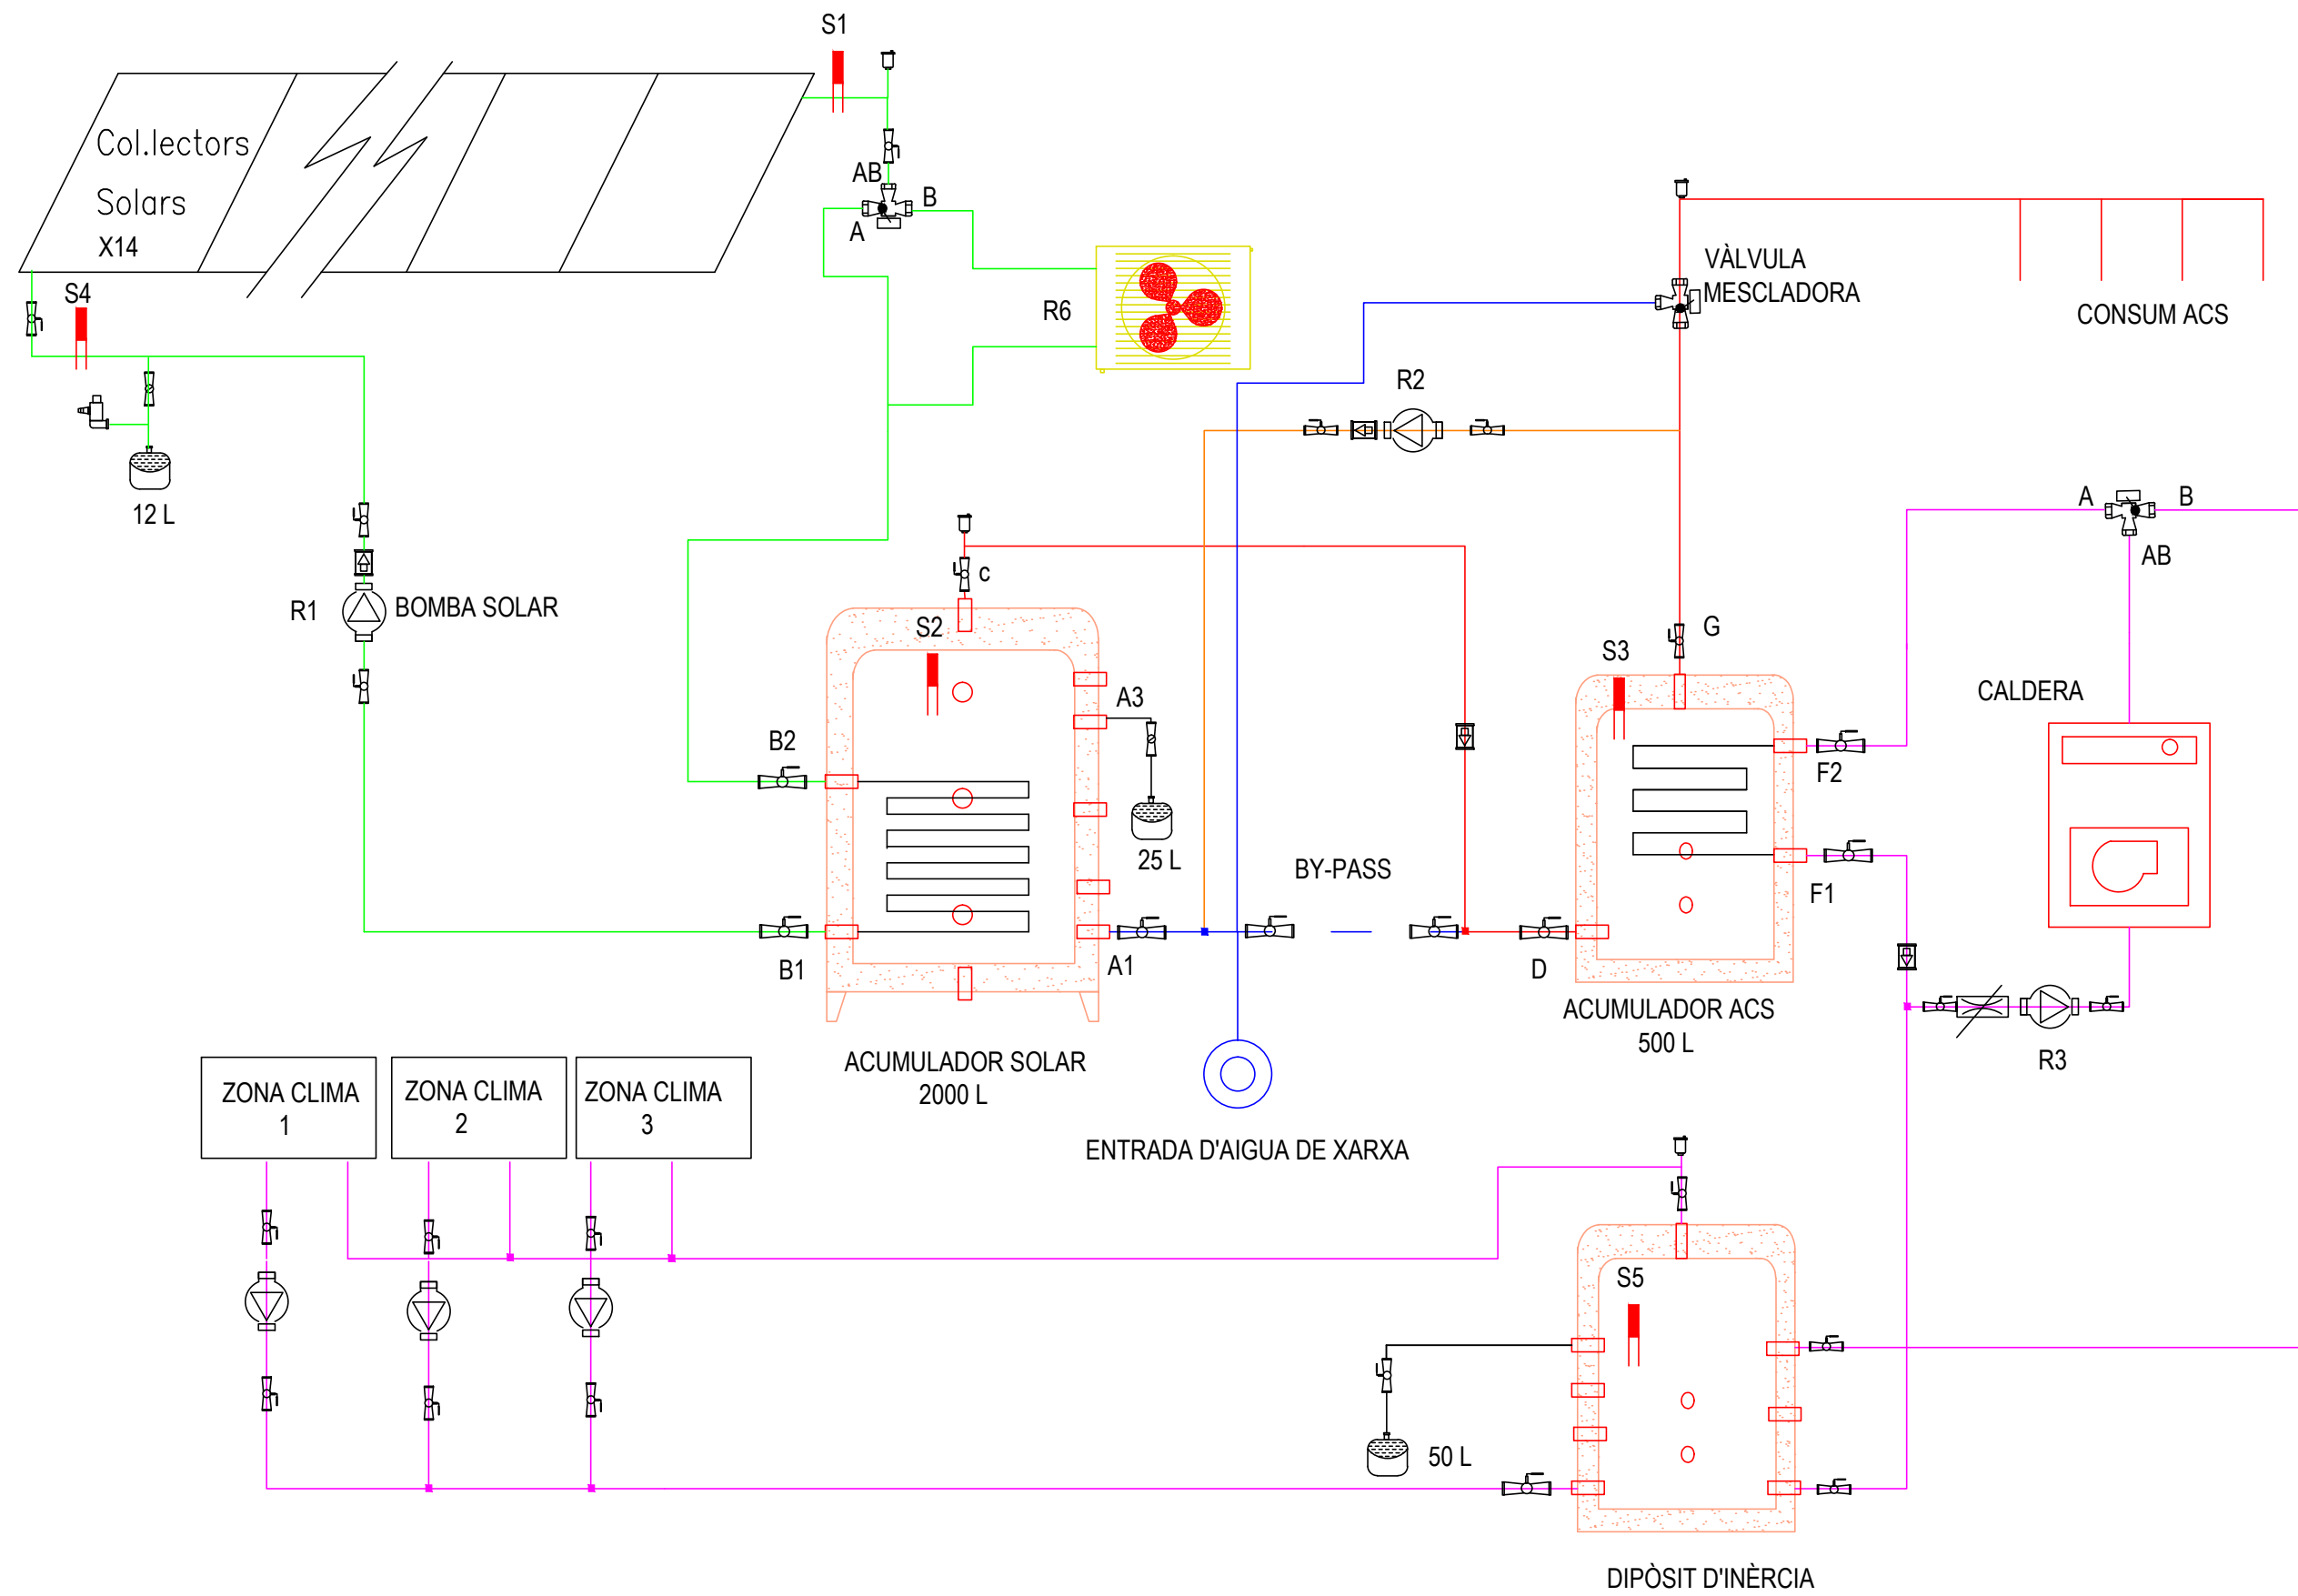 S1
Col.lectors
Solars
X14
AB
B
A
S4
12 L
R6
VÀLVULA
MESCLADORA
CONSUM ACS
R2
R1
BOMBA SOLAR
A
B
AB
c
S2
A3
B2
25 L
B1
A1
BY-PASS
G
S3
CALDERA
F2
F1
D
ACUMULADOR ACS
500 L
R3
ACUMULADOR SOLAR
2000 L
ENTRADA D'AIGUA DE XARXA
ZONA CLIMA
1
ZONA CLIMA
2
ZONA CLIMA
3
S5
50 L
DIPÒSIT D'INÈRCIA